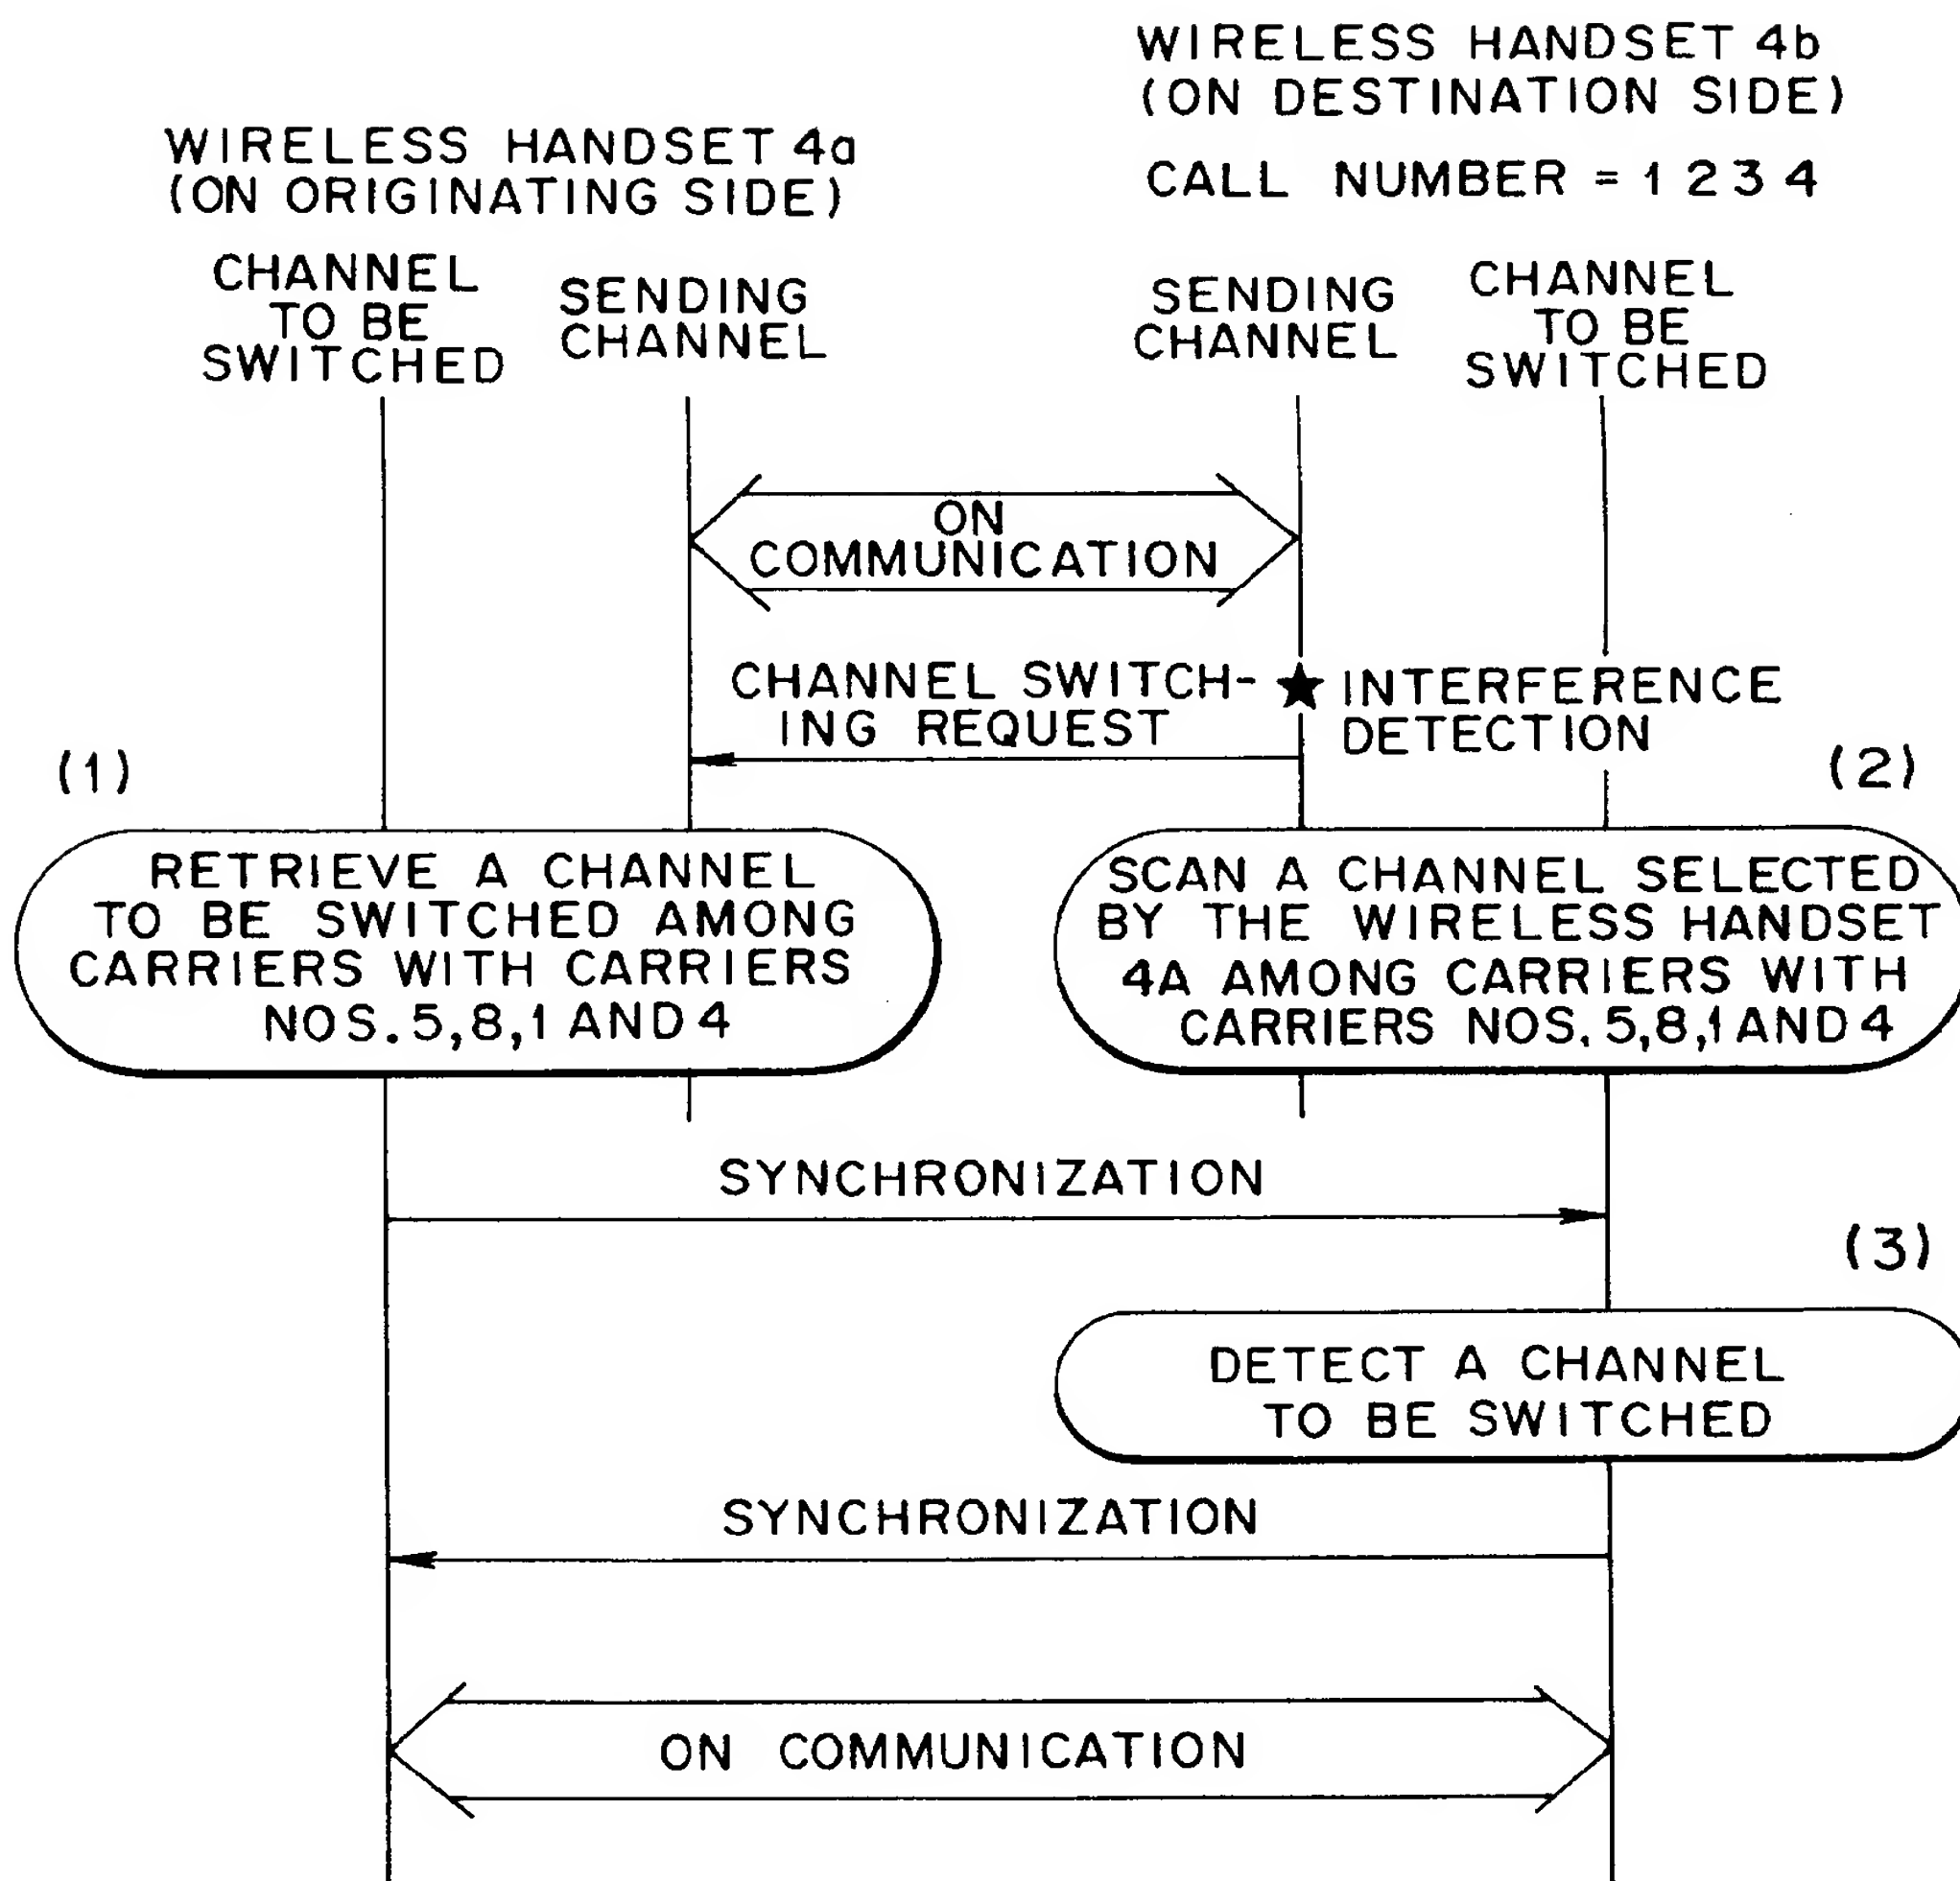 WIRELESS HANDSET 4b
(ON DESTINATION SIDE)
CALL NUMBER = 1 2 3 4
WIRELESS HANDSET 4a
(ON ORIGINATING SIDE)
CHANNEL
TO BE
SWITCHED
SENDING
CHANNEL
SENDING
CHANNEL
CHANNEL
TO BE
SWITCHED
ON
COMMUNICATION
CHANNEL SWITCH-
ING REQUEST
★ INTERFERENCE
DETECTION
(1)
(2)
RETRIEVE A CHANNEL
TO BE SWITCHED AMONG
CARRIERS WITH CARRIERS
NOS. 5,8,1 AND 4
SCAN A CHANNEL SELECTED
BY THE WIRELESS HANDSET
4A AMONG CARRIERS WITH
CARRIERS NOS. 5,8,1 AND 4
SYNCHRONIZATION
(3)
DETECT A CHANNEL
TO BE SWITCHED
SYNCHRONIZATION
ON COMMUNICATION